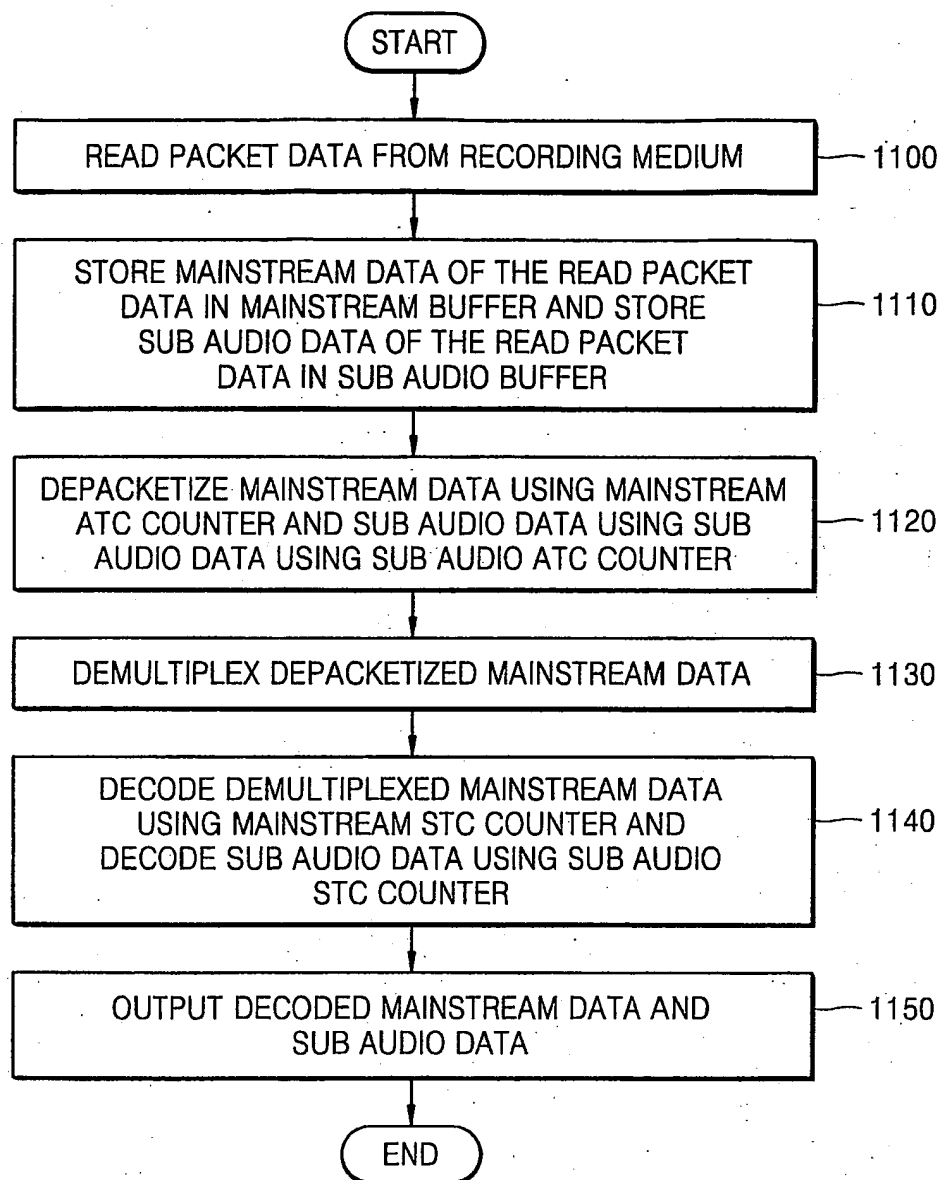 START
READ PACKET DATA FROM RECORDING MEDIUM
1100
STORE MAINSTREAM DATA OF THE READ PACKET
DATA IN MAINSTREAM BUFFER AND STORE
SUB AUDIO DATA OF THE READ PACKET
DATA IN SUB AUDIO BUFFER
1110
DEPACKETIZE MAINSTREAM DATA USING MAINSTREAM
ATC COUNTER AND SUB AUDIO DATA USING SUB
AUDIO DATA USING SUB AUDIO ATC COUNTER
1120
DEMULTIPLEX DEPACKETIZED MAINSTREAM DATA
1130
DECODE DEMULTIPLEXED MAINSTREAM DATA
USING MAINSTREAM STC COUNTER AND
DECODE SUB AUDIO DATA USING SUB AUDIO
STC COUNTER
1140
OUTPUT DECODED MAINSTREAM DATA AND
SUB AUDIO DATA
1150
END